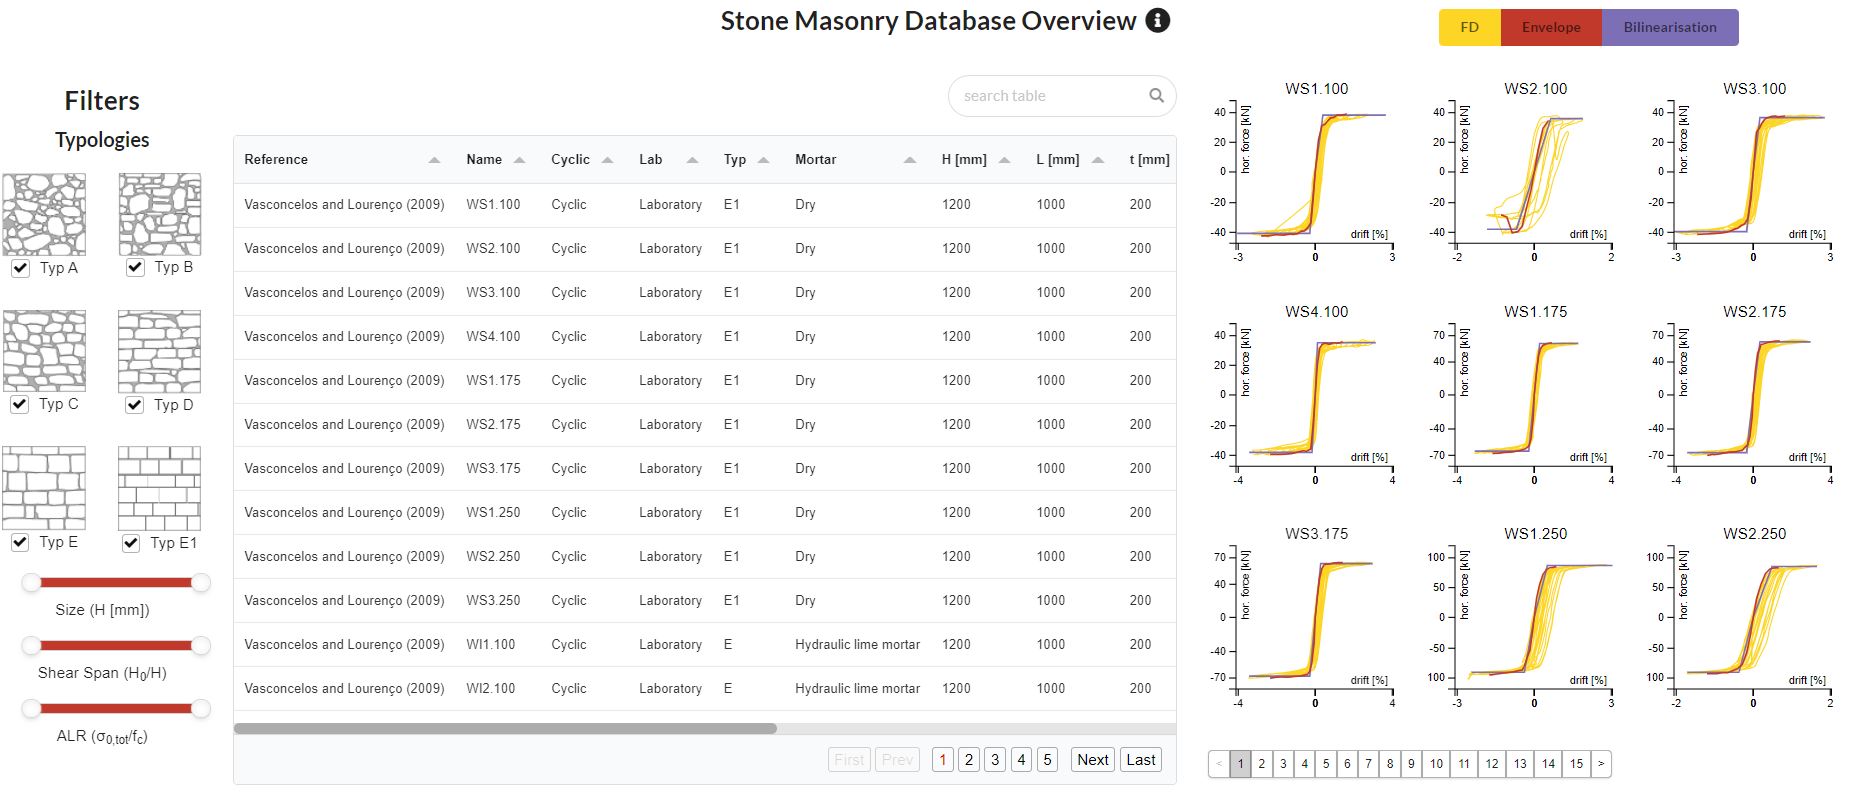 Stone Masonry Database Overview
FD Envelope Bilinearisation
Filters
Typologies
Typ A
Typ B
Typ C
Typ D
Typ E
Typ E1
Size (H [mm])
Shear Span (H0/H)
ALR (σ0,tot/fc)
search table
Reference Name Cyclic Lab Typ Mortar H [mm] L [mm] t [mm]
Vasconcelos and Lourenço (2009) WS1.100 Cyclic Laboratory E1 Dry 1200 1000 200
Vasconcelos and Lourenço (2009) WS2.100 Cyclic Laboratory E1 Dry 1200 1000 200
Vasconcelos and Lourenço (2009) WS3.100 Cyclic Laboratory E1 Dry 1200 1000 200
Vasconcelos and Lourenço (2009) WS4.100 Cyclic Laboratory E1 Dry 1200 1000 200
Vasconcelos and Lourenço (2009) WS1.175 Cyclic Laboratory E1 Dry 1200 1000 200
Vasconcelos and Lourenço (2009) WS2.175 Cyclic Laboratory E1 Dry 1200 1000 200
Vasconcelos and Lourenço (2009) WS3.175 Cyclic Laboratory E1 Dry 1200 1000 200
Vasconcelos and Lourenço (2009) WS1.250 Cyclic Laboratory E1 Dry 1200 1000 200
Vasconcelos and Lourenço (2009) WS2.250 Cyclic Laboratory E1 Dry 1200 1000 200
Vasconcelos and Lourenço (2009) WS3.250 Cyclic Laboratory E1 Dry 1200 1000 200
Vasconcelos and Lourenço (2009) WI1.100 Cyclic Laboratory E Hydraulic lime mortar 1200 1000 200
Vasconcelos and Lourenço (2009) WI2.100 Cyclic Laboratory E Hydraulic lime mortar 1200 1000 200
First Prev 1 2 3 4 5 Next Last
WS1.100
hor. force [kN]
40
20
0
-20
-40
drift [%]
-3 0 3
WS2.100
hor. force [kN]
40
20
0
-20
-40
drift [%]
-2 0 2
WS3.100
hor. force [kN]
40
20
0
-20
-40
drift [%]
-3 0 3
WS4.100
hor. force [kN]
40
20
0
-20
-40
drift [%]
-4 0 4
WS1.175
hor. force [kN]
70
40
0
-40
-70
drift [%]
-4 0 4
WS2.175
hor. force [kN]
70
40
0
-40
-70
drift [%]
-4 0 4
WS3.175
hor. force [kN]
70
40
0
-40
-70
drift [%]
-4 0 4
WS1.250
hor. force [kN]
100
50
0
-50
100
drift [%]
-3 0 3
WS2.250
hor. force [kN]
100
50
0
-50
100
drift [%]
-2 0 2
< 1 2 3 4 5 6 7 8 9 10 11 12 13 14 15 >